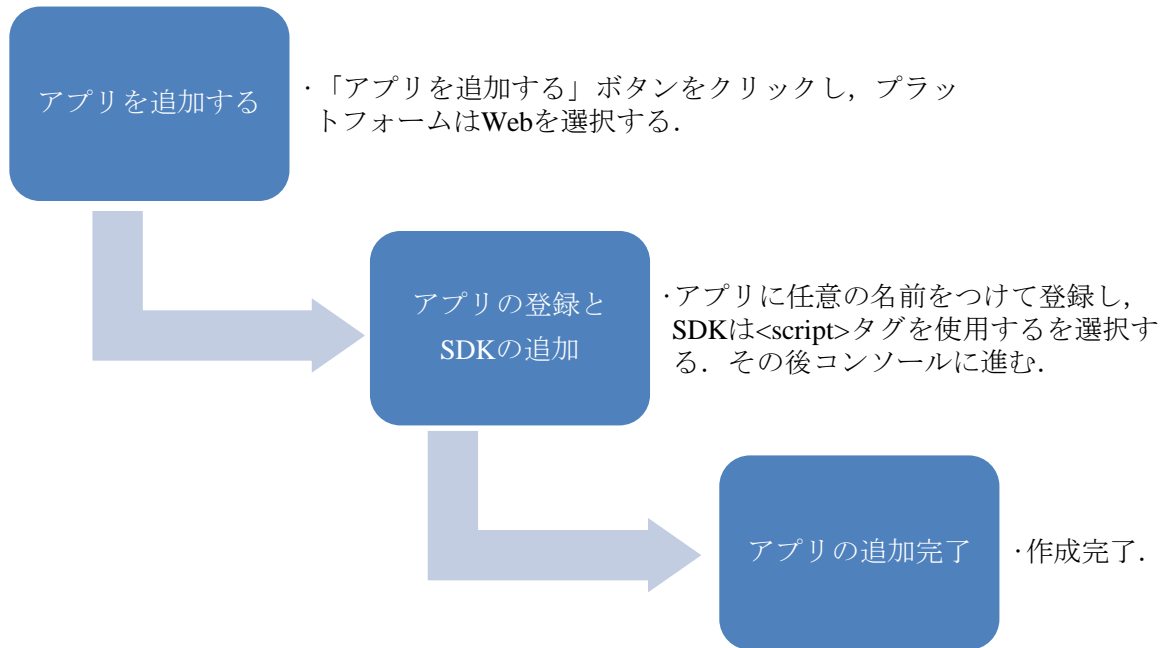 アプリを追加する
・「アプリを追加する」ボタンをクリックし，プラッ
トフォームはWebを選択する．
アプリの登録と
SDKの追加
・アプリに任意の名前をつけて登録し，
SDKは<script>タグを使用するを選択す
る．その後コンソールに進む．
アプリの追加完了
・作成完了．